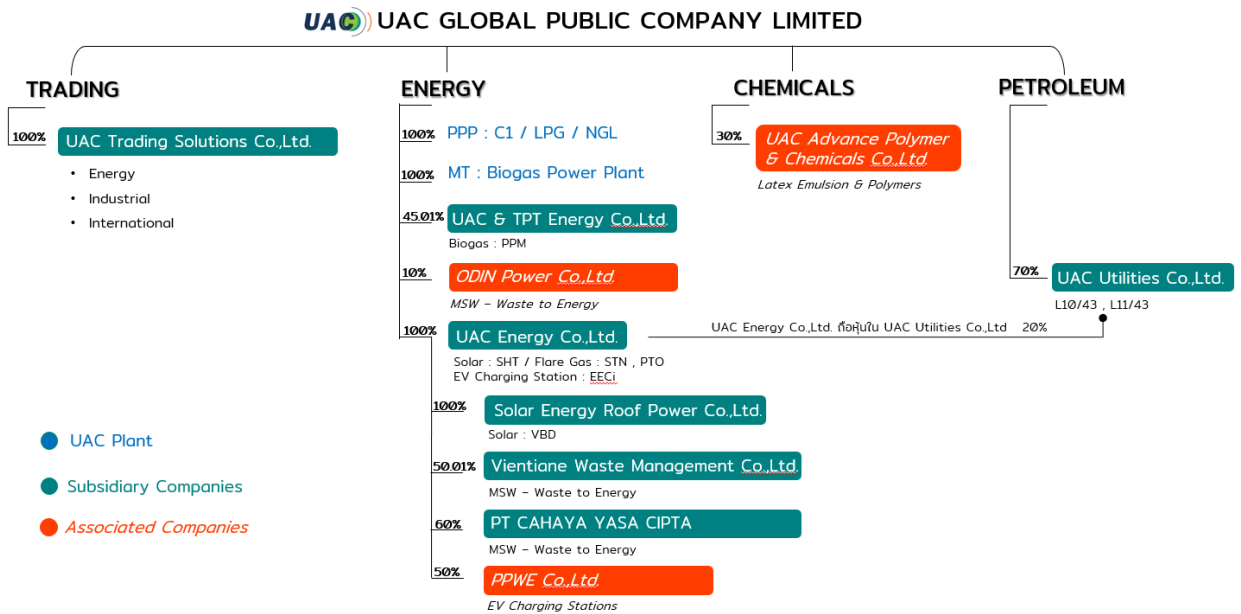 UAC UAC GLOBAL PUBLIC COMPANY LIMITED
TRADING
100% UAC Trading Solutions Co.,Ltd.
• Energy
• Industrial
• International
ENERGY
100% PPP : C1 / LPG / NGL
100% MT : Biogas Power Plant
45.01% UAC & TPT Energy Co.,Ltd.
Biogas : PPM
10% ODIN Power Co.,Ltd.
MSW – Waste to Energy
100% UAC Energy Co.,Ltd.
Solar : SHT / Flare Gas : STN , PTO
EV Charging Station : EECi
100% Solar Energy Roof Power Co.,Ltd.
Solar : VBD
50.01% Vientiane Waste Management Co.,Ltd.
MSW – Waste to Energy
60% PT CAHAYA YASA CIPTA
MSW – Waste to Energy
50% PPWE Co.,Ltd.
EV Charging Stations
CHEMICALS
30% UAC Advance Polymer
& Chemicals Co.,Ltd.
Latex Emulsion & Polymers
PETROLEUM
70% UAC Utilities Co.,Ltd.
L10/43 , L11/43
UAC Energy Co.,Ltd. ถือหุ้นใน UAC Utilities Co.,Ltd 20%
UAC Plant
Subsidiary Companies
Associated Companies